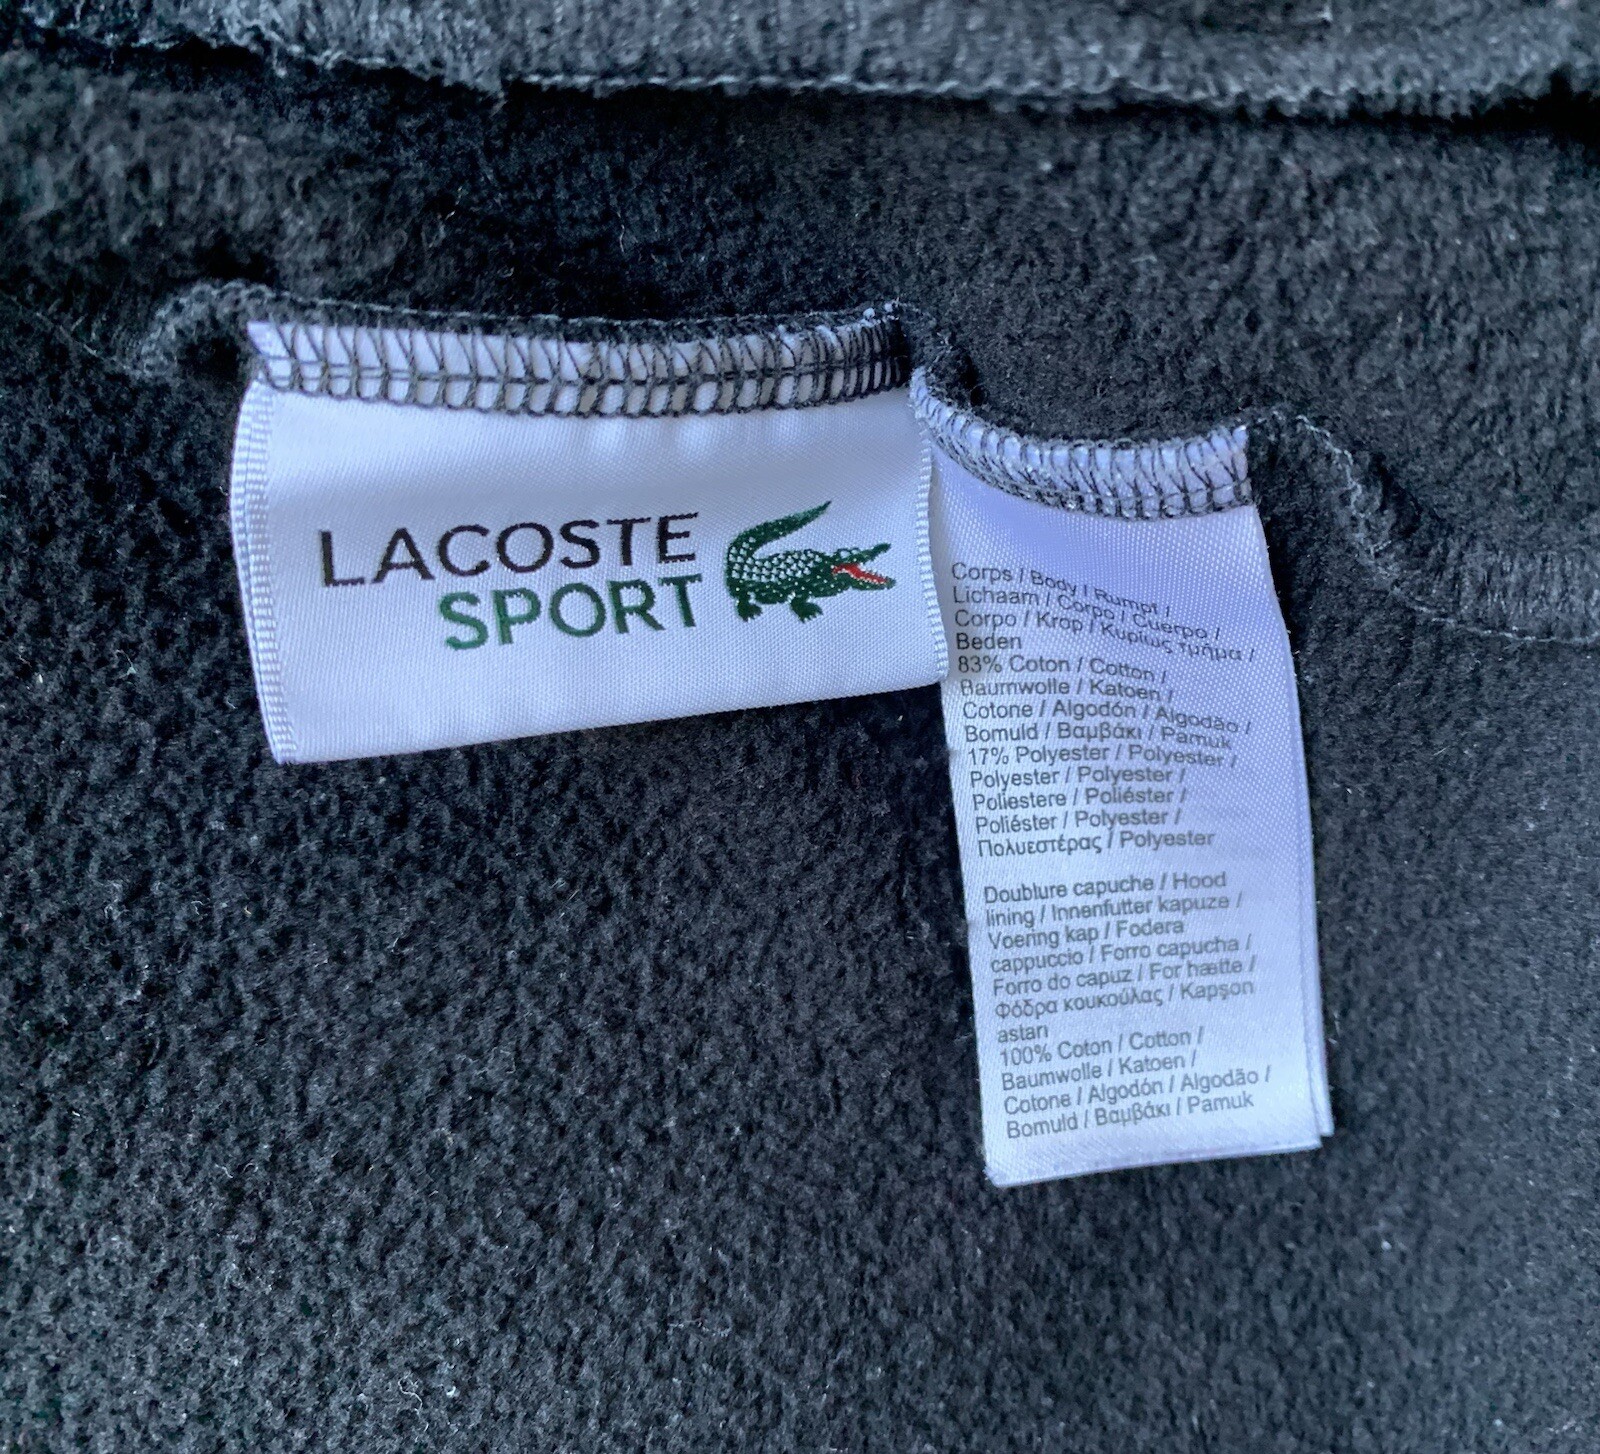 LACOSTE
SPORT
Corps / Body / Rumpf /
Lichaam / Corpo / Cuerpo /
Corpo / Krop / Κυρίως τμήμα /
Beden
83% Coton / Cotton /
Baumwolle / Katoen /
Cotone / Algodón / Algodão /
Bomuld / Βαμβάκι / Pamuk
17% Polyester / Polyester /
Polyester / Polyester /
Poliestere / Poliéster /
Poliéster / Polyester /
Πολυεστέρας / Polyester
Doublure capuche / Hood
lining / Innenfutter kapuze /
Voering kap / Fodera
cappuccio / Forro capucha /
Forro do capuz / For hætte /
Φόδρα κουκούλας / Kapşon
astarı
100% Coton / Cotton /
Baumwolle / Katoen /
Cotone / Algodón / Algodão /
Bomuld / Βαμβάκι / Pamuk